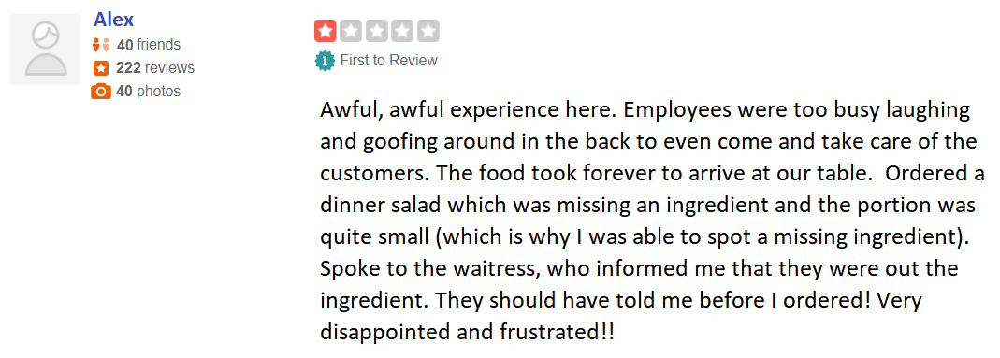 Alex
40 friends
222 reviews
40 photos
1 First to Review
Awful, awful experience here. Employees were too busy laughing
and goofing around in the back to even come and take care of the
customers. The food took forever to arrive at our table.  Ordered a
dinner salad which was missing an ingredient and the portion was
quite small (which is why I was able to spot a missing ingredient).
Spoke to the waitress, who informed me that they were out the
ingredient. They should have told me before I ordered! Very
disappointed and frustrated!!